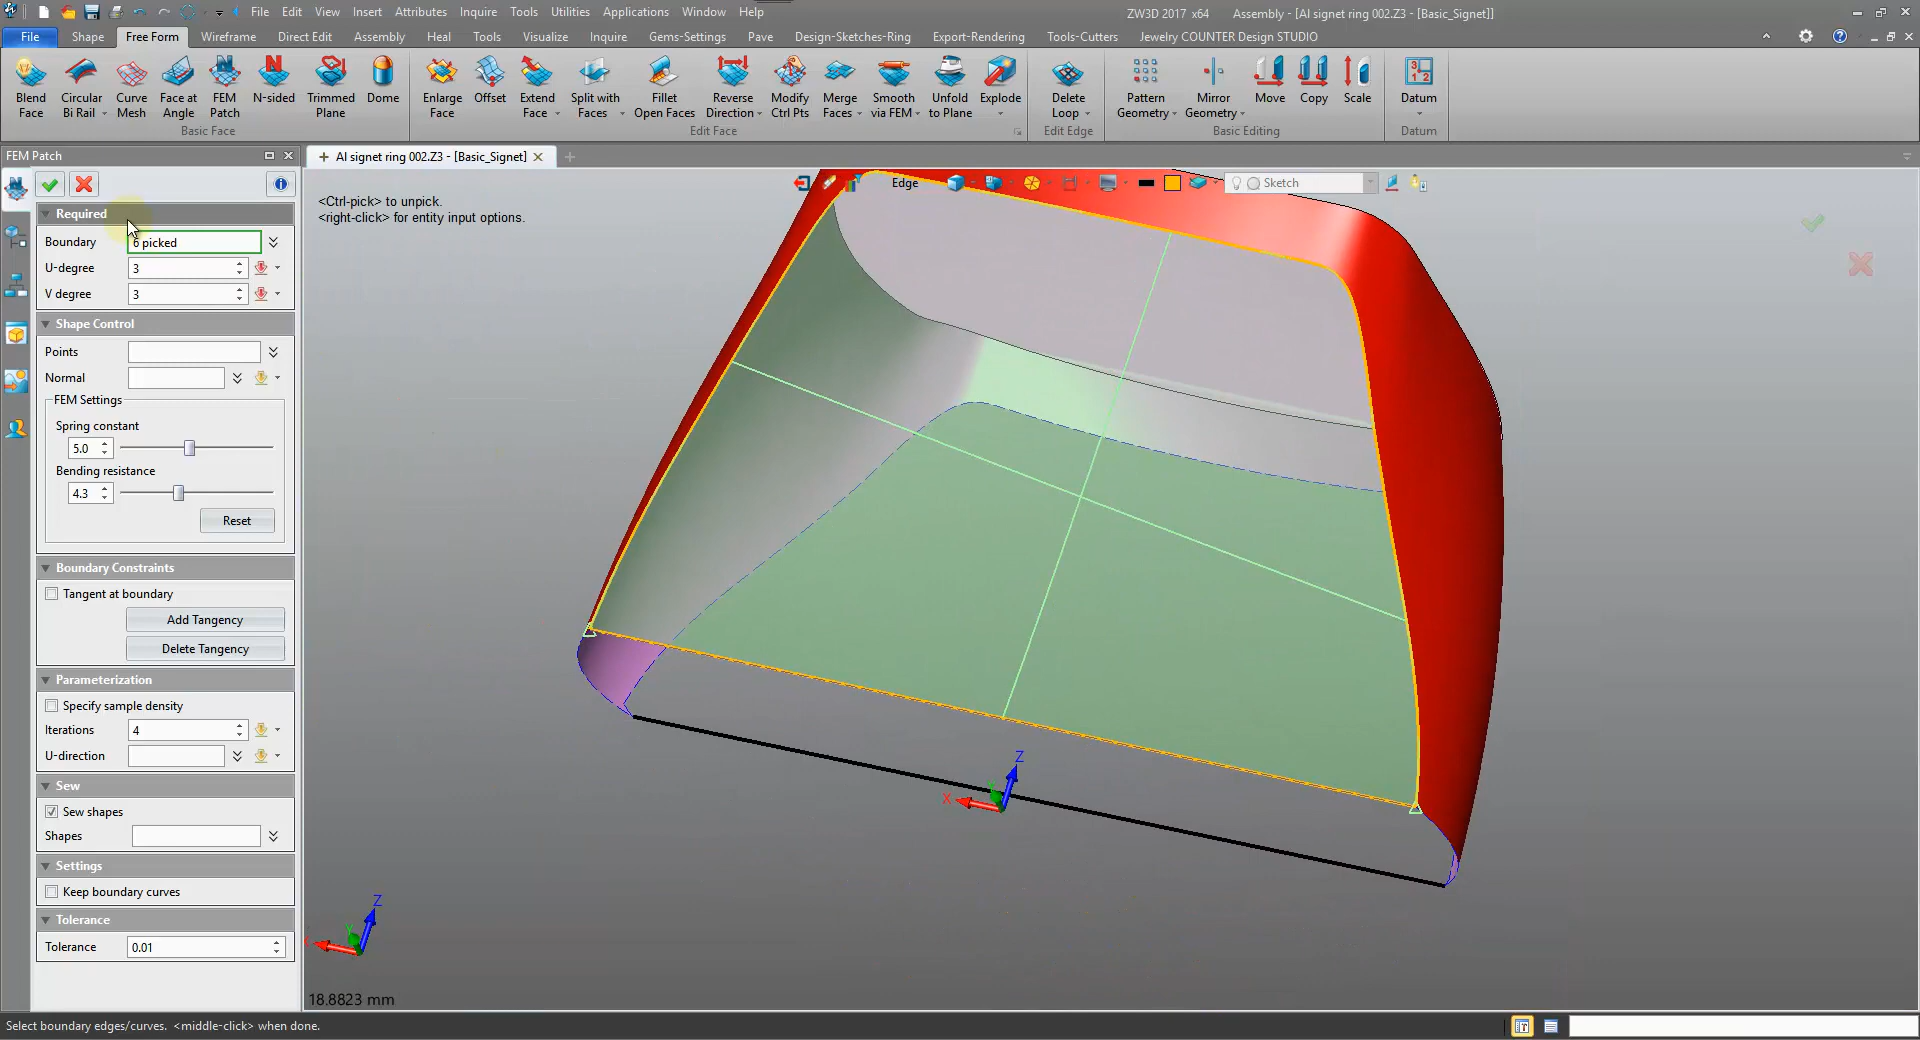 File Edit View Insert Attributes Inquire Tools Utilities Applications Window Help
ZW3D 2017 x64 Assembly - [AI signet ring 002.Z3 - [Basic_Signet]]
File Shape Free Form Wireframe Direct Edit Assembly Heal Tools Visualize Inquire Gems-Settings Pave Design-Sketches-Ring Export-Rendering Tools-Cutters Jewelry COUNTER Design STUDIO
Blend Face
Circular Bi Rail
Curve Mesh
Face at Angle
FEM Patch
N-sided
Trimmed Plane
Dome
Enlarge Face
Offset
Extend Face
Split with Faces
Fillet Open Faces
Reverse Direction
Modify Ctrl Pts
Merge Faces
Smooth via FEM
Unfold to Plane
Explode
Delete Loop
Pattern Geometry
Mirror Geometry
Move
Copy
Scale
Datum
Basic Face
Edit Face
Edit Edge
Basic Editing
Datum
FEM Patch
AI signet ring 002.Z3 - [Basic_Signet]
<Ctrl-pick> to unpick.
<right-click> for entity input options.
Edge
Sketch
Required
Boundary 6 picked
U-degree 3
V degree 3
Shape Control
Points
Normal
FEM Settings
Spring constant
5.0
Bending resistance
4.3
Reset
Boundary Constraints
Tangent at boundary
Add Tangency
Delete Tangency
Parameterization
Specify sample density
Iterations 4
U-direction
Sew
Sew shapes
Shapes
Settings
Keep boundary curves
Tolerance
Tolerance 0.01
Z
X
Z
18.8823 mm
Select boundary edges/curves. <middle-click> when done.